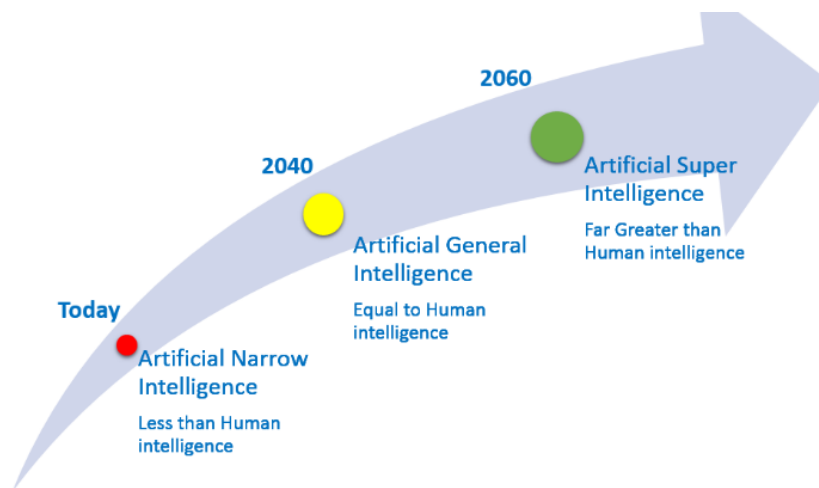 Today
Artificial Narrow
Intelligence
Less than Human
intelligence
2040
Artificial General
Intelligence
Equal to Human
intelligence
2060
Artificial Super
Intelligence
Far Greater than
Human intelligence